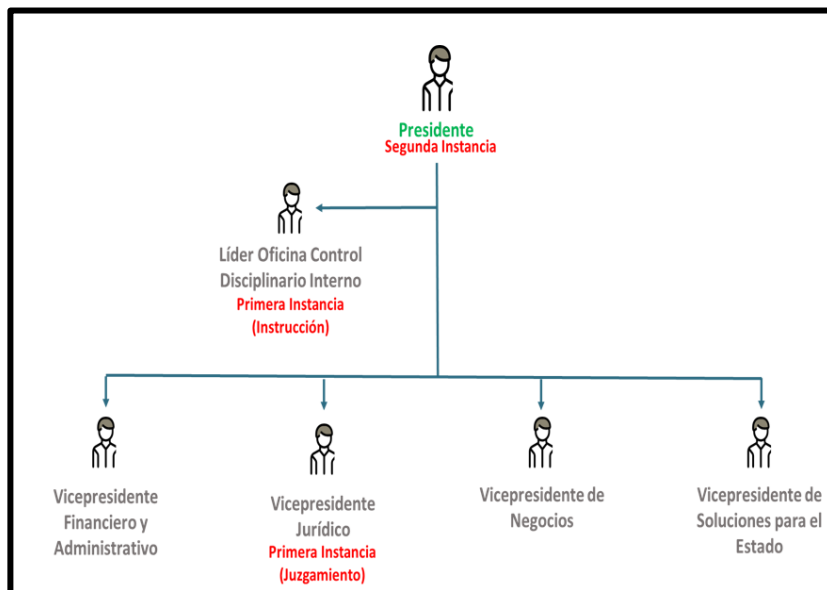 Presidente
Segunda Instancia
Líder Oficina Control
Disciplinario Interno
Primera Instancia
(Instrucción)
Vicepresidente
Financiero y
Administrativo
Vicepresidente
Jurídico
Primera Instancia
(Juzgamiento)
Vicepresidente de
Negocios
Vicepresidente de
Soluciones para el
Estado